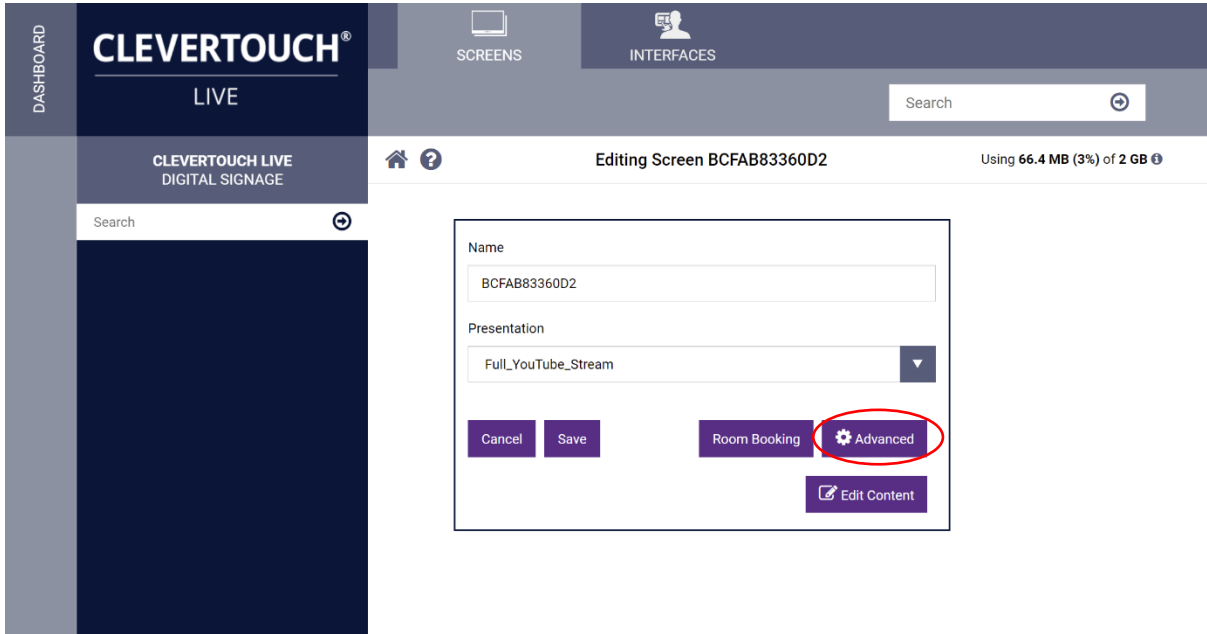 DASHBOARD
CLEVERTOUCH®
LIVE
SCREENS
INTERFACES
Search
CLEVERTOUCH LIVE
DIGITAL SIGNAGE
Search
Editing Screen BCFAB83360D2
Using 66.4 MB (3%) of 2 GB
Name
BCFAB83360D2
Presentation
Full_YouTube_Stream
Cancel Save Room Booking Advanced
Edit Content